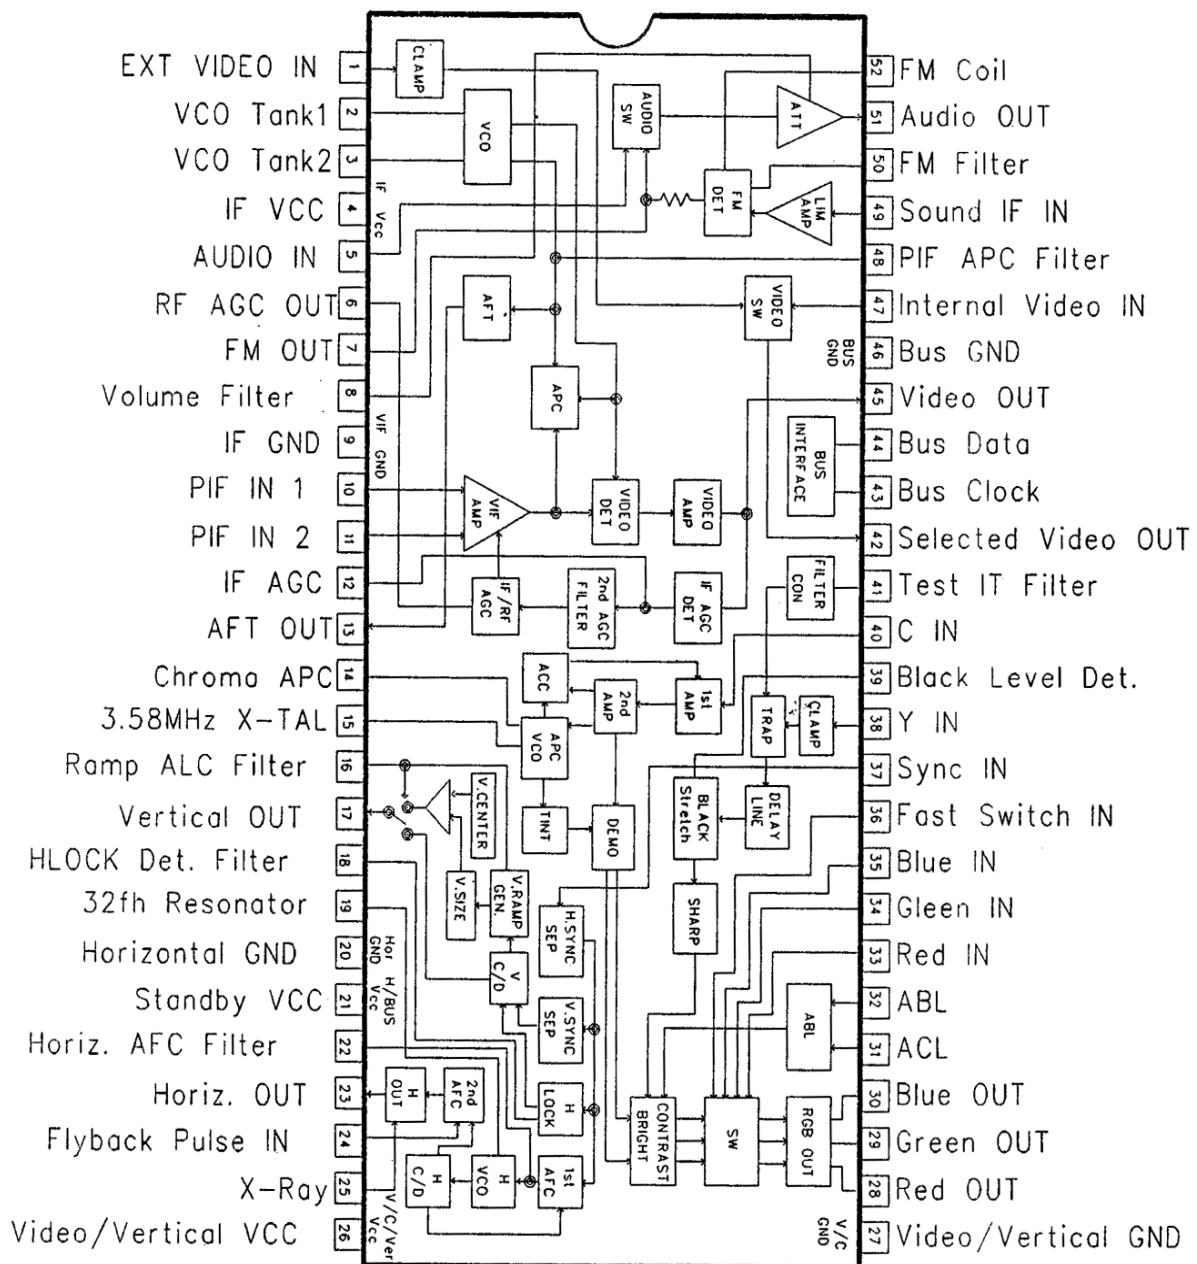 EXT VIDEO IN 1
VCO Tank1 2
VCO Tank2 3
IF VCC 4
AUDIO IN 5
RF AGC OUT 6
FM OUT 7
Volume Filter 8
IF GND 9
PIF IN 1 10
PIF IN 2 11
IF AGC 12
AFT OUT 13
Chroma APC 14
3.58MHz X-TAL 15
Ramp ALC Filter 16
Vertical OUT 17
HLOCK Det. Filter 18
32fh Resonator 19
Horizontal GND 20
Standby VCC 21
Horiz. AFC Filter 22
Horiz. OUT 23
Flyback Pulse IN 24
X-Ray 25
Video/Vertical VCC 26
52 FM Coil
51 Audio OUT
50 FM Filter
49 Sound IF IN
48 PIF APC Filter
47 Internal Video IN
46 Bus GND
45 Video OUT
44 Bus Data
43 Bus Clock
42 Selected Video OUT
41 Test IT Filter
40 C IN
39 Black Level Det.
38 Y IN
37 Sync IN
36 Fast Switch IN
35 Blue IN
34 Gleen IN
33 Red IN
32 ABL
31 ACL
30 Blue OUT
29 Green OUT
28 Red OUT
27 Video/Vertical GND
CLAMP
VCO
AUDIO
SW
ATT
FM
DET
LIM
AMP
IF Vcc
AFT
VIDEO
SW
BUS
GND
APC
BUS
INTERFACE
VIF GND
VIF
AMP
VIDEO
DET
VIDEO
AMP
IF/RF
AGC
2nd AGC
FILTER
IF AGC
DET
FILTER
CON
ACC
2nd
AMP
1st
AMP
TRAP
CLAMP
APC
VCO
V.CENTER
TINT
DEMO
BLACK
Stretch
DELAY
LINE
V.SIZE
V.RAMP
GEN.
H.SYNC
SEP
SHARP
Hor
GND
H/BUS
Vcc
V
C/D
V.SYNC
SEP
ABL
H
OUT
2nd
AFC
H
LOCK
CONTRAST
BRIGHT
SW
RGB OUT
H
C/D
H
VCO
1st
AFC
V/C/Ver
Vcc
V/C
GND